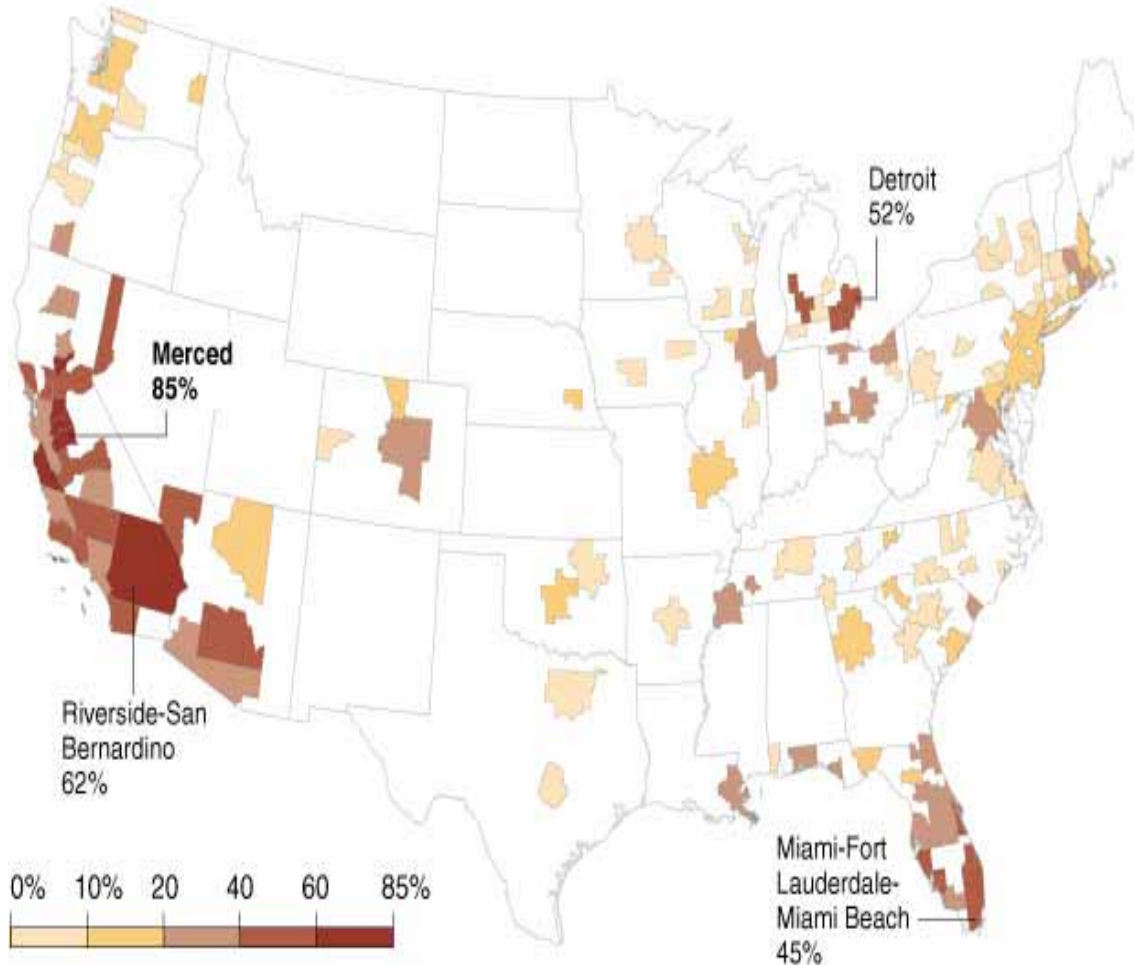 Detroit
52%
Merced
85%
Riverside-San
Bernardino
62%
Miami-Fort
Lauderdale-
Miami Beach
45%
0% 10% 20 40 60 85%